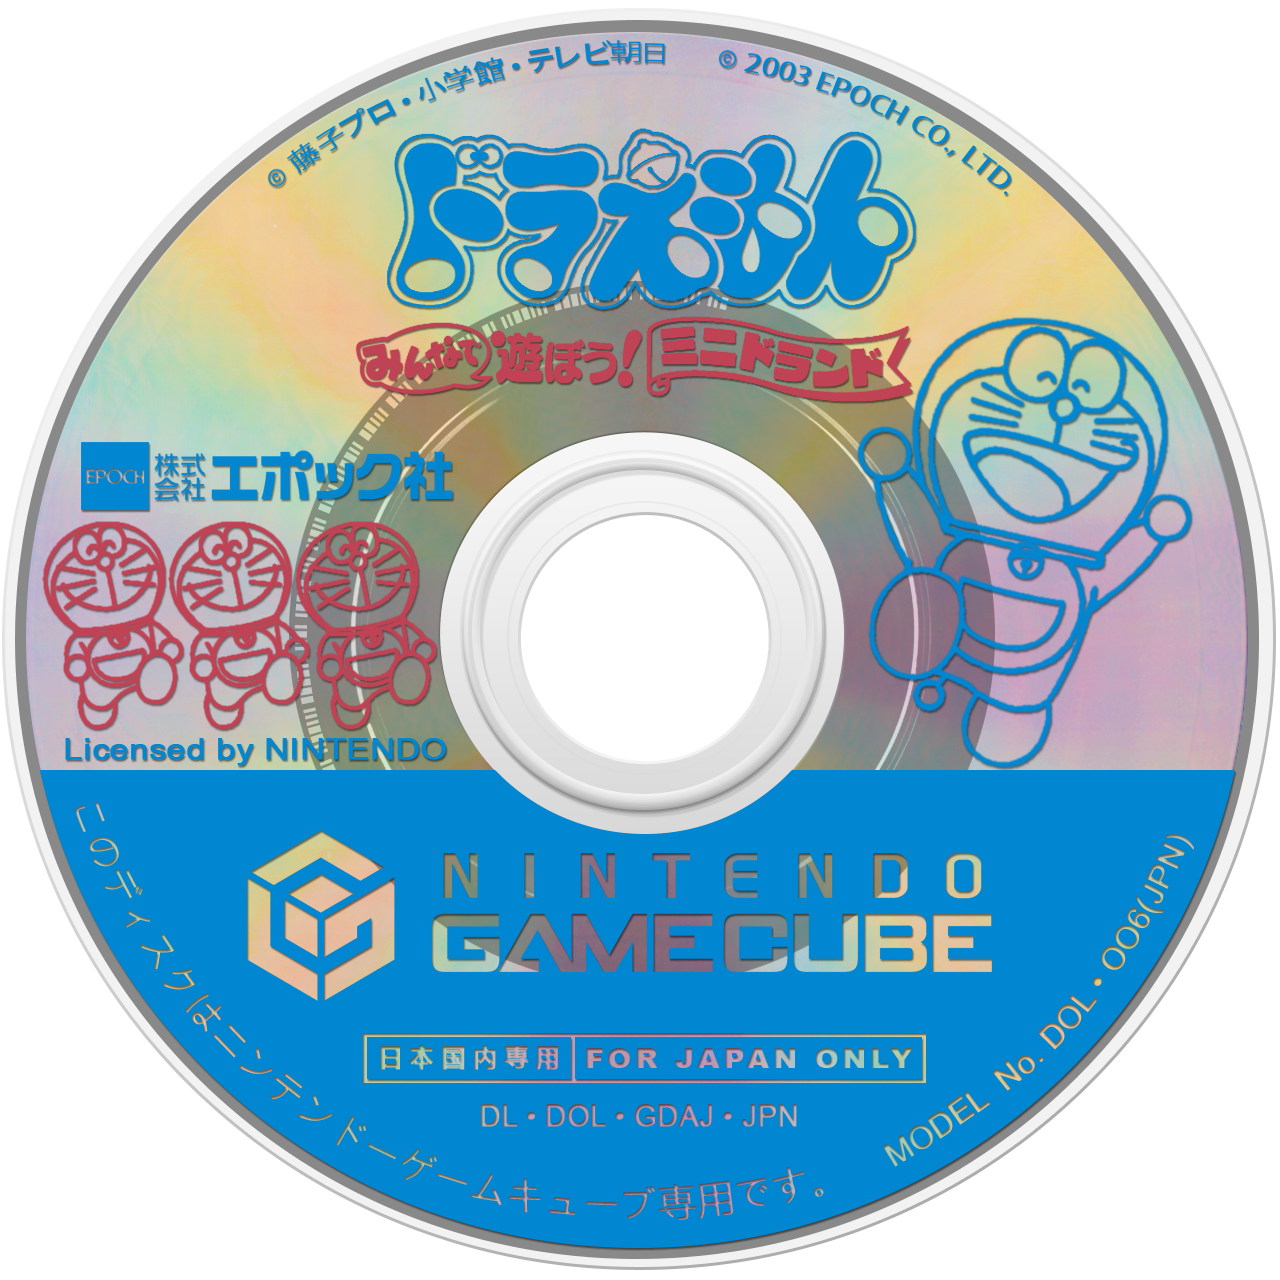 © 藤子プロ・小学館・テレビ朝日
© 2003 EPOCH CO., LTD.
ドラえもん
みんなで遊ぼう!ミニドランド
EPOCH 株式会社 エポック社
Licensed by NINTENDO
NINTENDO
GAMECUBE
日本国内専用 FOR JAPAN ONLY
DL・DOL・GDAJ・JPN
このディスクはニンテンドーゲームキューブ専用です。
MODEL No. DOL・006(JPN)